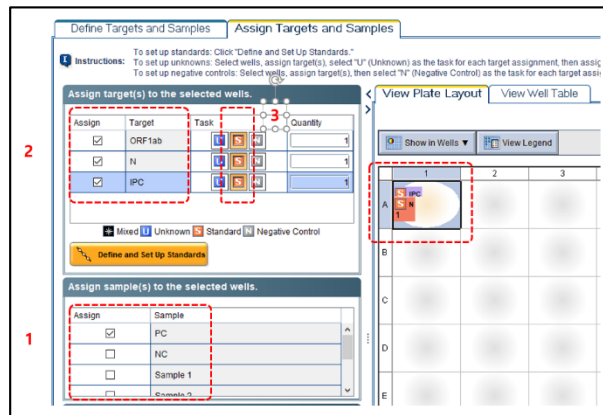 Define Targets and Samples
Assign Targets and Samples
Instructions:
To set up standards: Click "Define and Set Up Standards."
To set up unknowns: Select wells, assign target(s), select "U" (Unknown) as the task for each target assignment, then assig
To set up negative controls: Select wells, assign target(s), then select "N" (Negative Control) as the task for each target assig
Assign target(s) to the selected wells.
3
Assign Target Task Quantity
2
ORF1ab U S N 1
N U S N 1
IPC U S N 1
Mixed U Unknown S Standard N Negative Control
Define and Set Up Standards
Assign sample(s) to the selected wells.
Assign Sample
1
PC
NC
Sample 1
Sample 2
View Plate Layout
View Well Table
Show in Wells ▼
View Legend
1 2 3
A
S IPC
S N
1
B
C
D
E